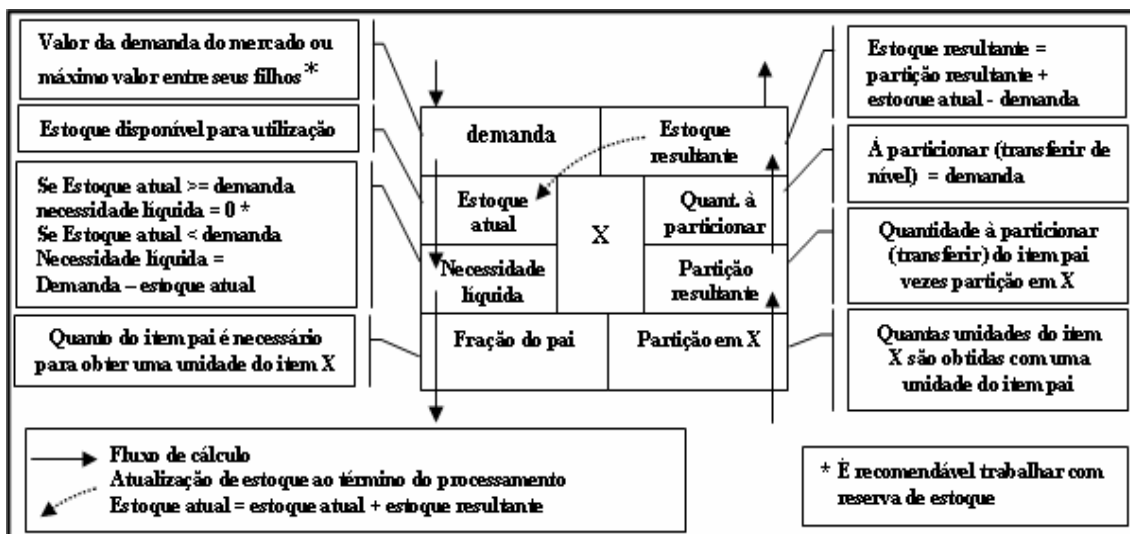 Valor da demanda do mercado ou
máximo valor entre seus filhos *
Estoque disponível para utilização
Se Estoque atual >= demanda
necessidade líquida = 0 *
Se Estoque atual < demanda
Necessidade líquida =
Demanda – estoque atual
Quanto do item pai é necessário
para obter uma unidade do item X
demanda
Estoque
resultante
Estoque
atual
X
Quant. à
particionar
Necessidade
líquida
Partição
resultante
Fração do pai
Partição em X
Estoque resultante =
partição resultante +
estoque atual - demanda
À particionar (transferir de
nível) = demanda
Quantidade à particionar
(transferir) do item pai
vezes partição em X
Quantas unidades do item
X são obtidas com uma
unidade do item pai
Fluxo de cálculo
Atualização de estoque ao término do processamento
Estoque atual = estoque atual + estoque resultante
* É recomendável trabalhar com
reserva de estoque